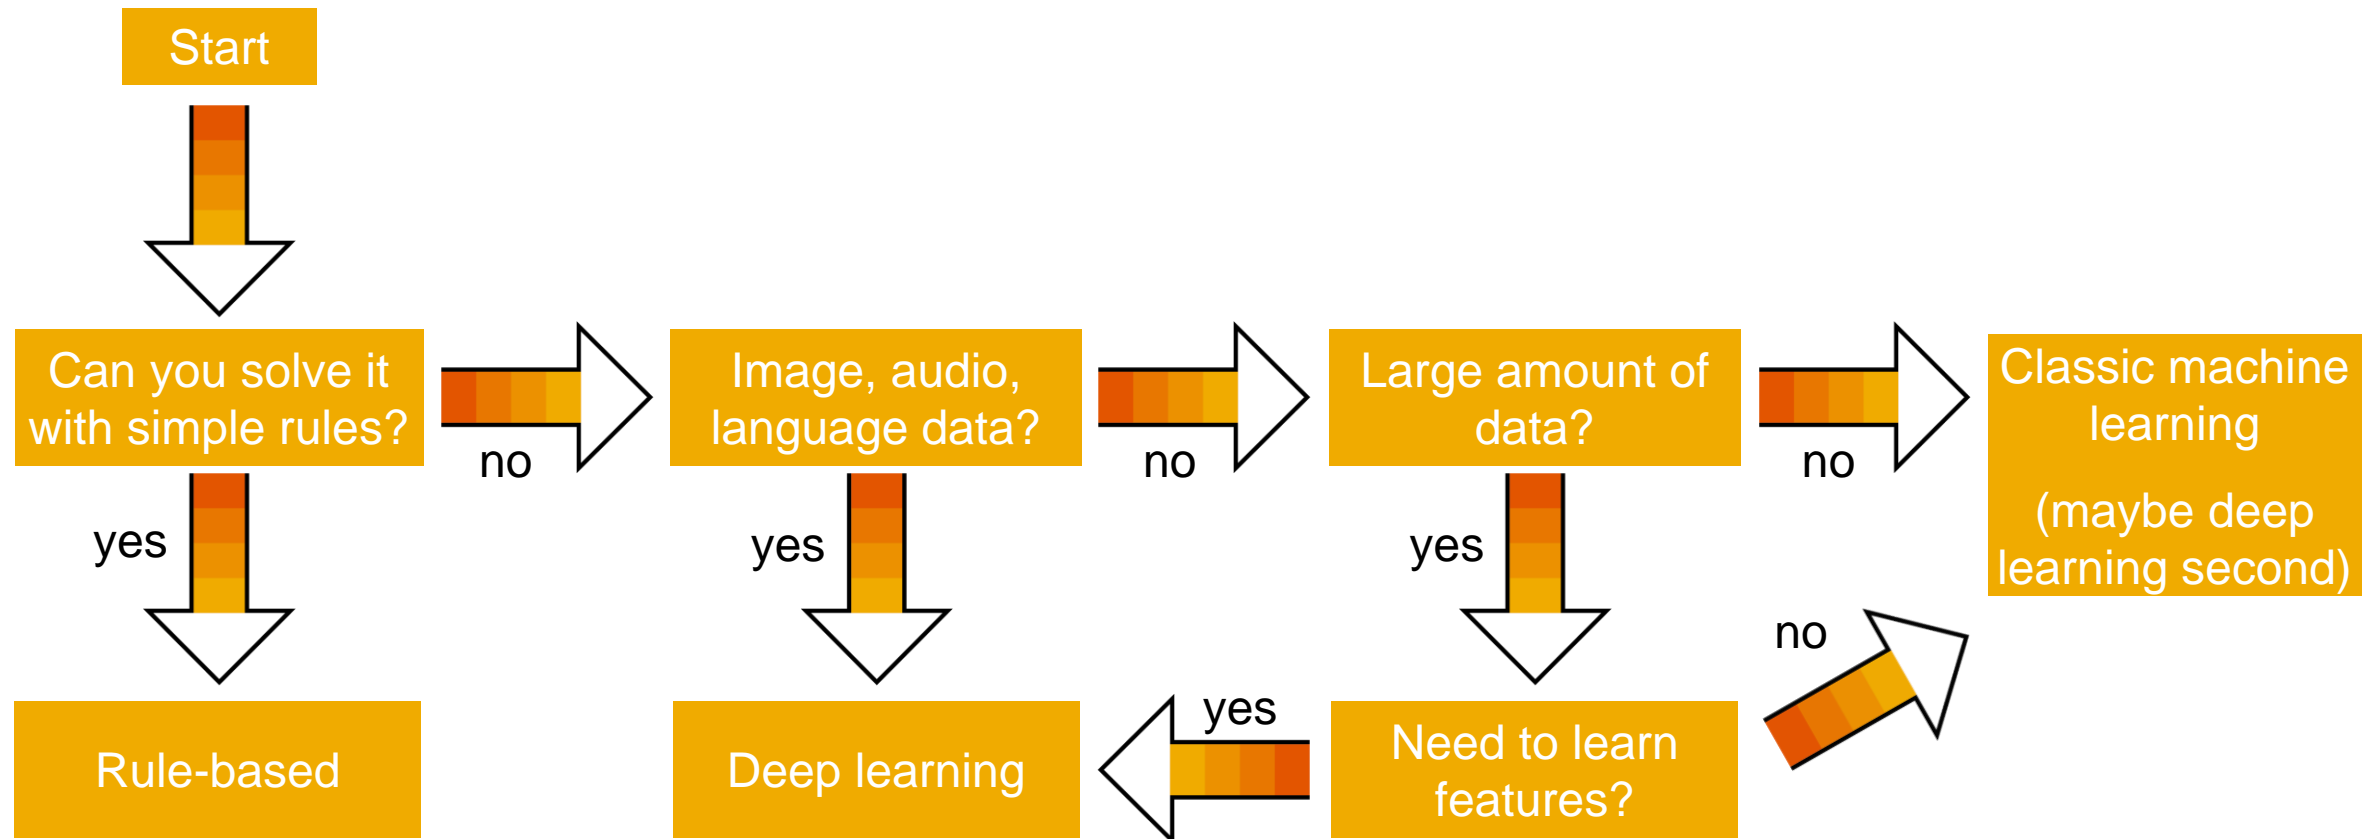 Start
Can you solve it
with simple rules?
no
Image, audio,
language data?
no
Large amount of
data?
no
Classic machine
learning
(maybe deep
learning second)
yes
yes
yes
no
Rule-based
Deep learning
yes
Need to learn
features?